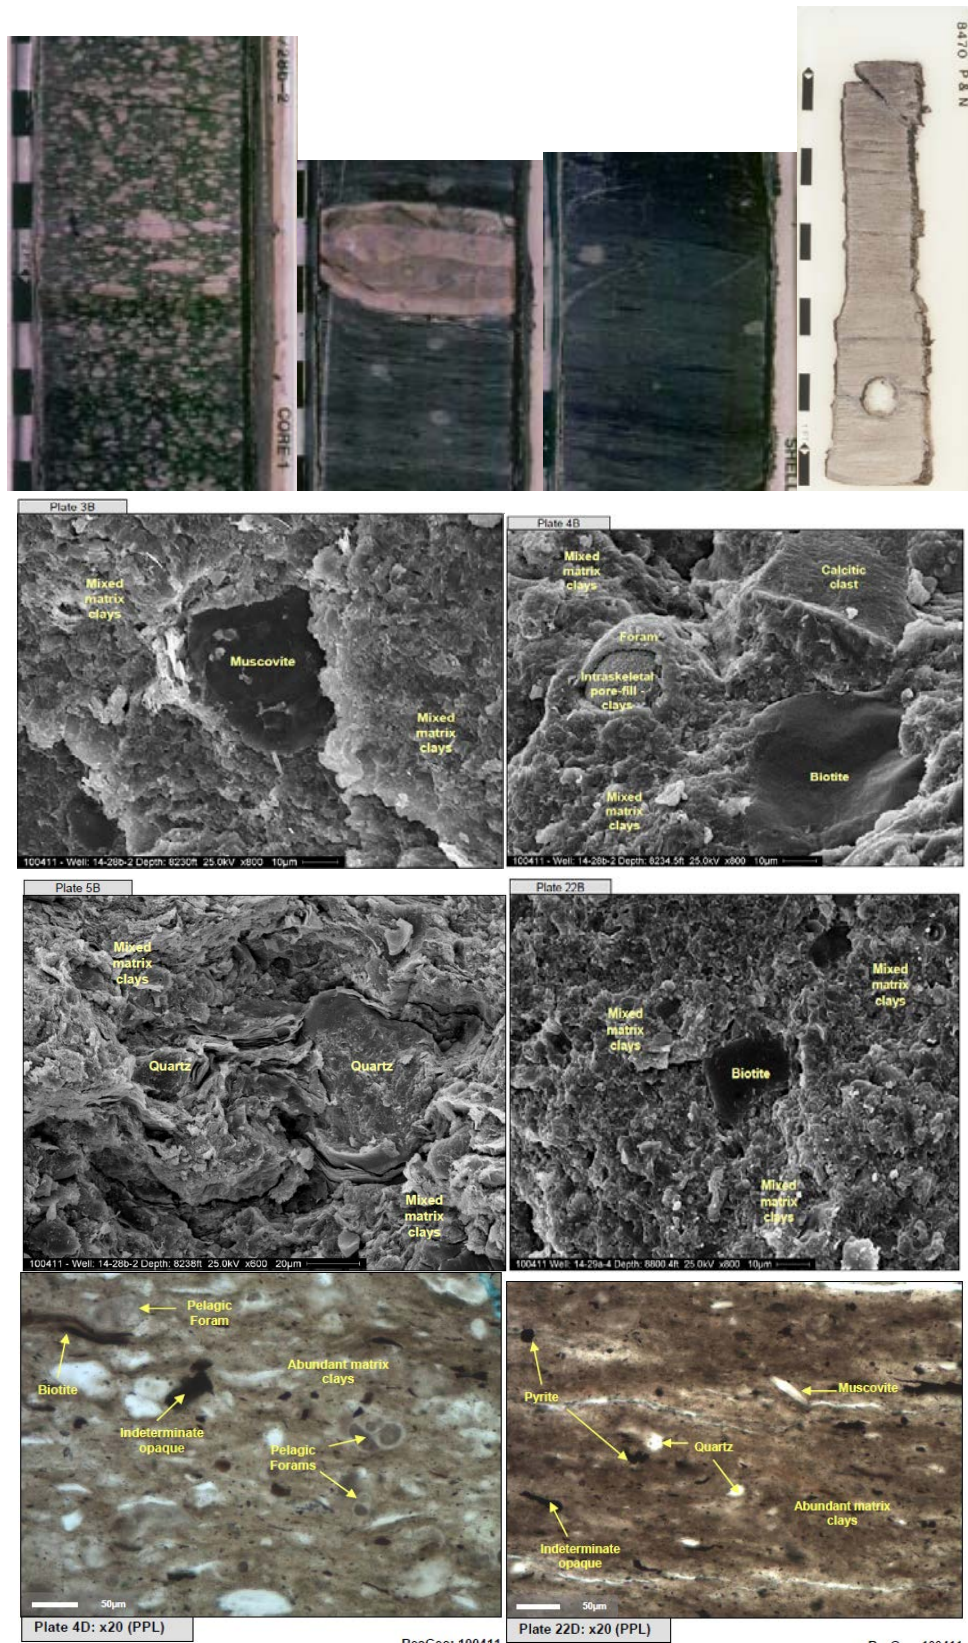 /28b-2
CORE 1
SHELL
8470 P & N
Plate 3B
Mixed
matrix
clays
Muscovite
Mixed
matrix
clays
100411 - Well: 14-28b-2 Depth: 8230ft 25.0kV x800 10µm
Plate 4B
Mixed
matrix
clays
Calcitic
clast
Foram
Intraskeletal
pore-fill -
clays
Biotite
Mixed
matrix
clays
100411 - Well: 14-28b-2 Depth: 8234.5ft 25.0kV x800 10µm
Plate 5B
Mixed
matrix
clays
Quartz
Quartz
Mixed
matrix
clays
100411 - Well: 14-28b-2 Depth: 8238ft 25.0kV x600 20µm
Plate 22B
Mixed
matrix
clays
Mixed
matrix
clays
Biotite
Mixed
matrix
clays
100411 - Well: 14-29a-4 Depth: 8800.4ft 25.0kV x800 10µm
Pelagic
Foram
Biotite
Abundant matrix
clays
Indeterminate
opaque
Pelagic
Forams
50µm
Plate 4D: x20 (PPL)
Pyrite
Muscovite
Quartz
Abundant matrix
clays
Indeterminate
opaque
50µm
Plate 22D: x20 (PPL)